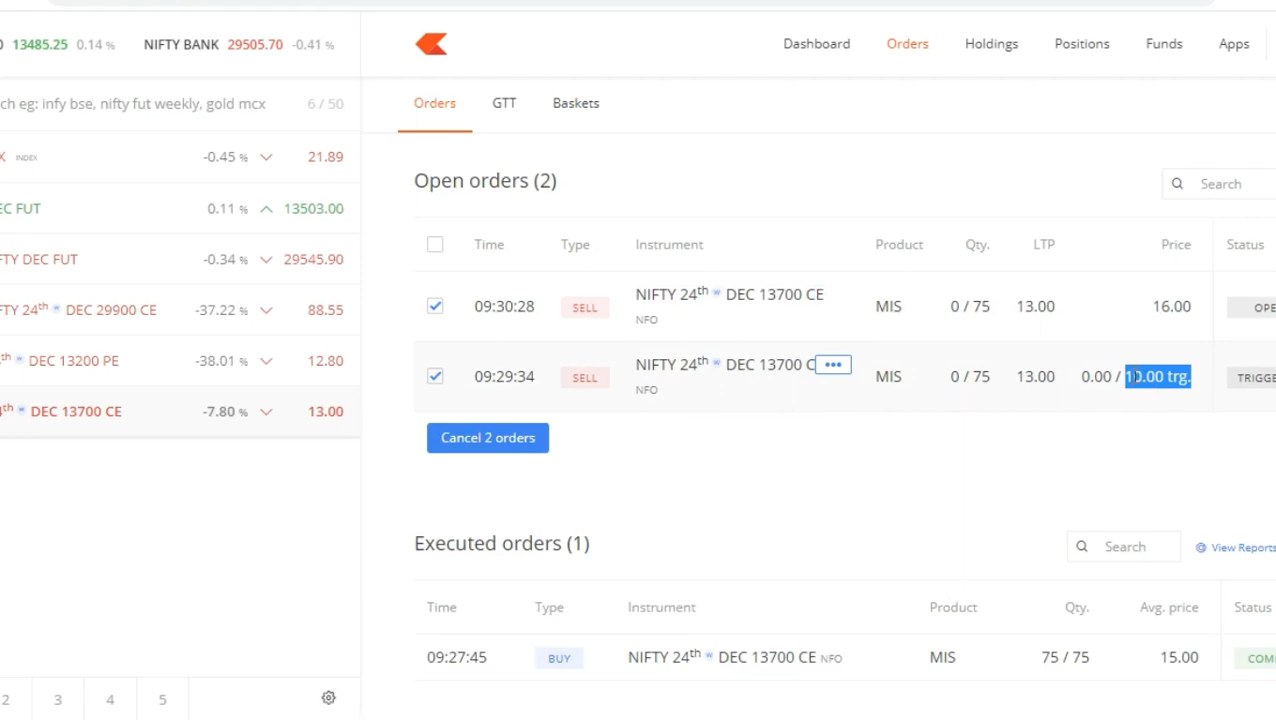 0 13485.25 0.14 % NIFTY BANK 29505.70 -0.41 %
Dashboard Orders Holdings Positions Funds Apps
ch eg: infy bse, nifty fut weekly, gold mcx 6 / 50
Orders GTT Baskets
X INDEX -0.45 % 21.89
EC FUT 0.11 % 13503.00
FTY DEC FUT -0.34 % 29545.90
FTY 24th w DEC 29900 CE -37.22 % 88.55
th w DEC 13200 PE -38.01 % 12.80
4th w DEC 13700 CE -7.80 % 13.00
2 3 4 5
Open orders (2)
Search
Time Type Instrument Product Qty. LTP Price Status
09:30:28 SELL NIFTY 24th w DEC 13700 CE NFO MIS 0 / 75 13.00 16.00 OPE
09:29:34 SELL NIFTY 24th w DEC 13700 C ••• NFO MIS 0 / 75 13.00 0.00 / 10.00 trg. TRIGGE
Cancel 2 orders
Executed orders (1)
Search View Reports
Time Type Instrument Product Qty. Avg. price Status
09:27:45 BUY NIFTY 24th w DEC 13700 CE NFO MIS 75 / 75 15.00 COM